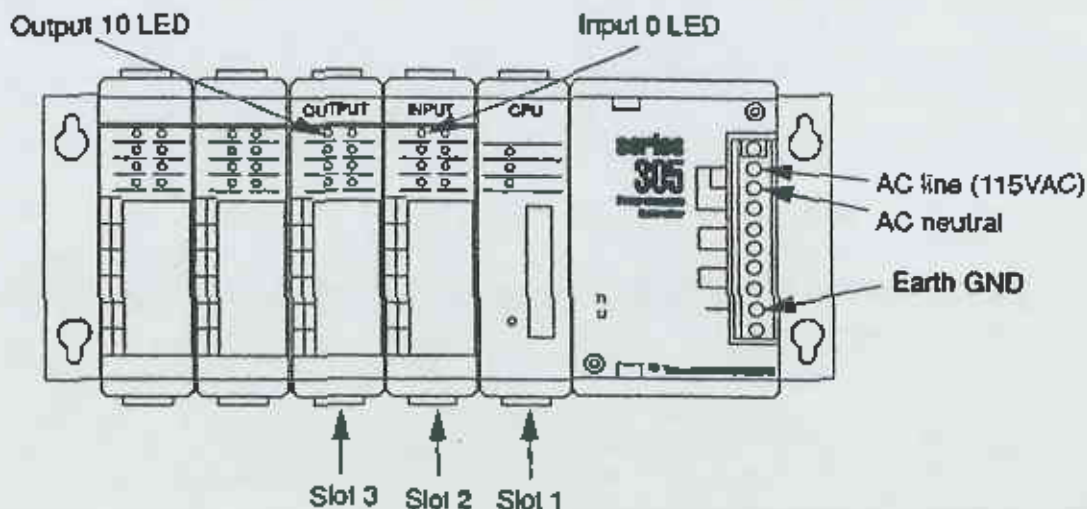 Output 10 LED
Input 0 LED
OUTPUT
INPUT
CPU
series
305
AC line (115VAC)
AC neutral
Earth GND
Slot 3
Slot 2
Slot 1